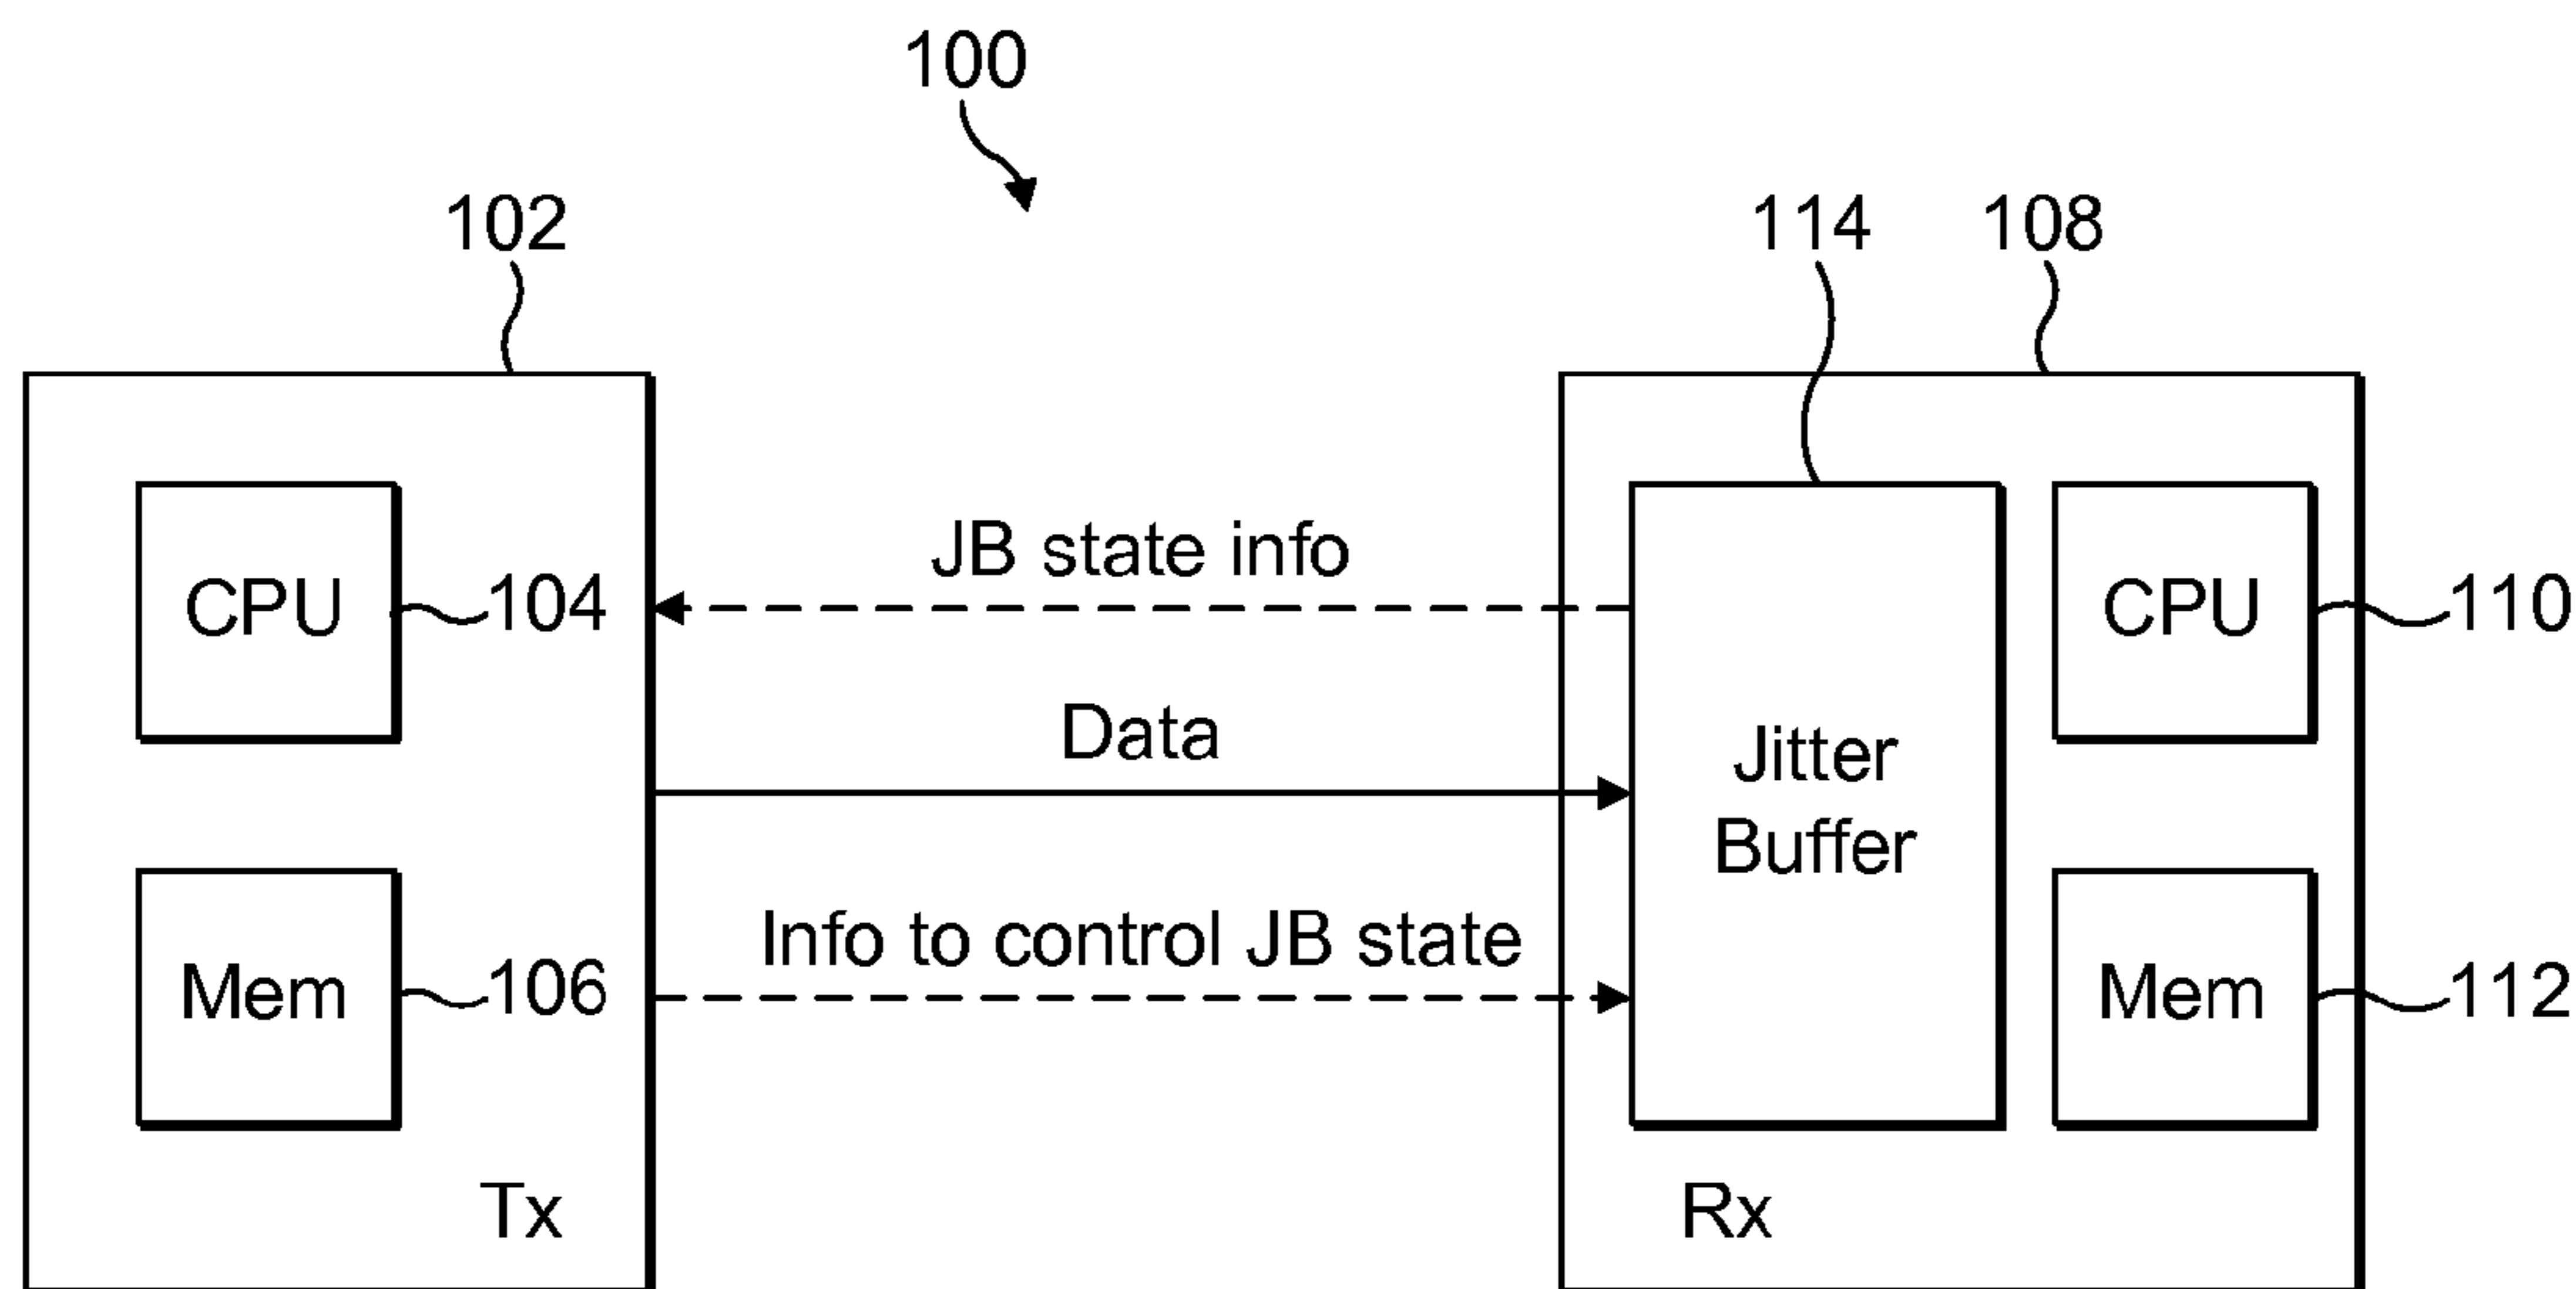 100
102
114
108
JB state info
CPU
104
CPU
110
Data
Jitter
Buffer
Info to control JB state
Mem
106
Mem
112
Tx
Rx